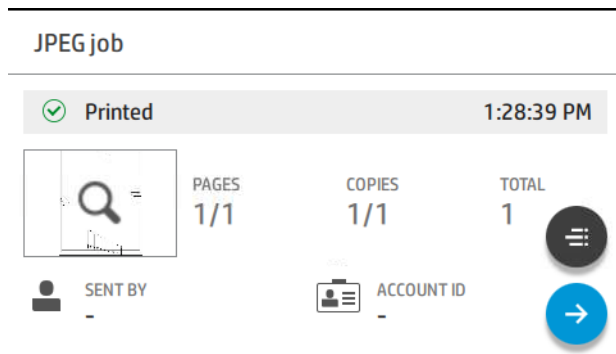 JPEG job
Printed 1:28:39 PM
PAGES COPIES TOTAL
1/1 1/1 1
SENT BY ACCOUNT ID
- -